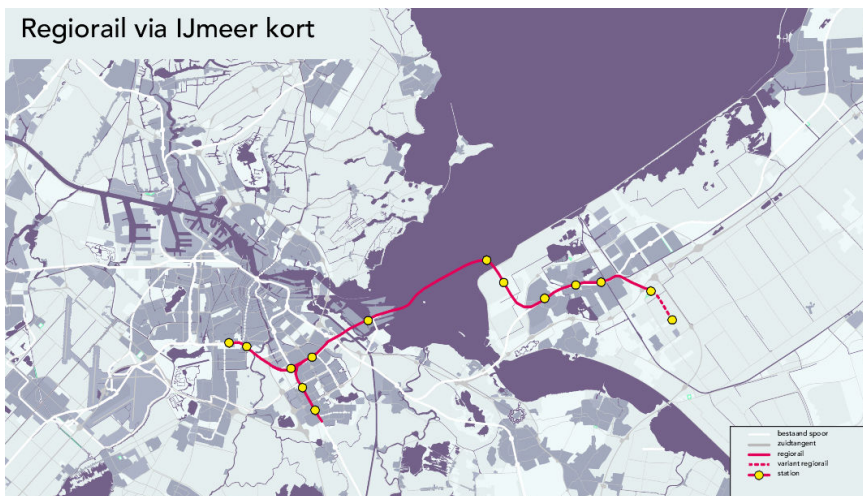 Regiorail via IJmeer kort
bestaand spoor
zuidtangent
regiorail
variant regiorail
station